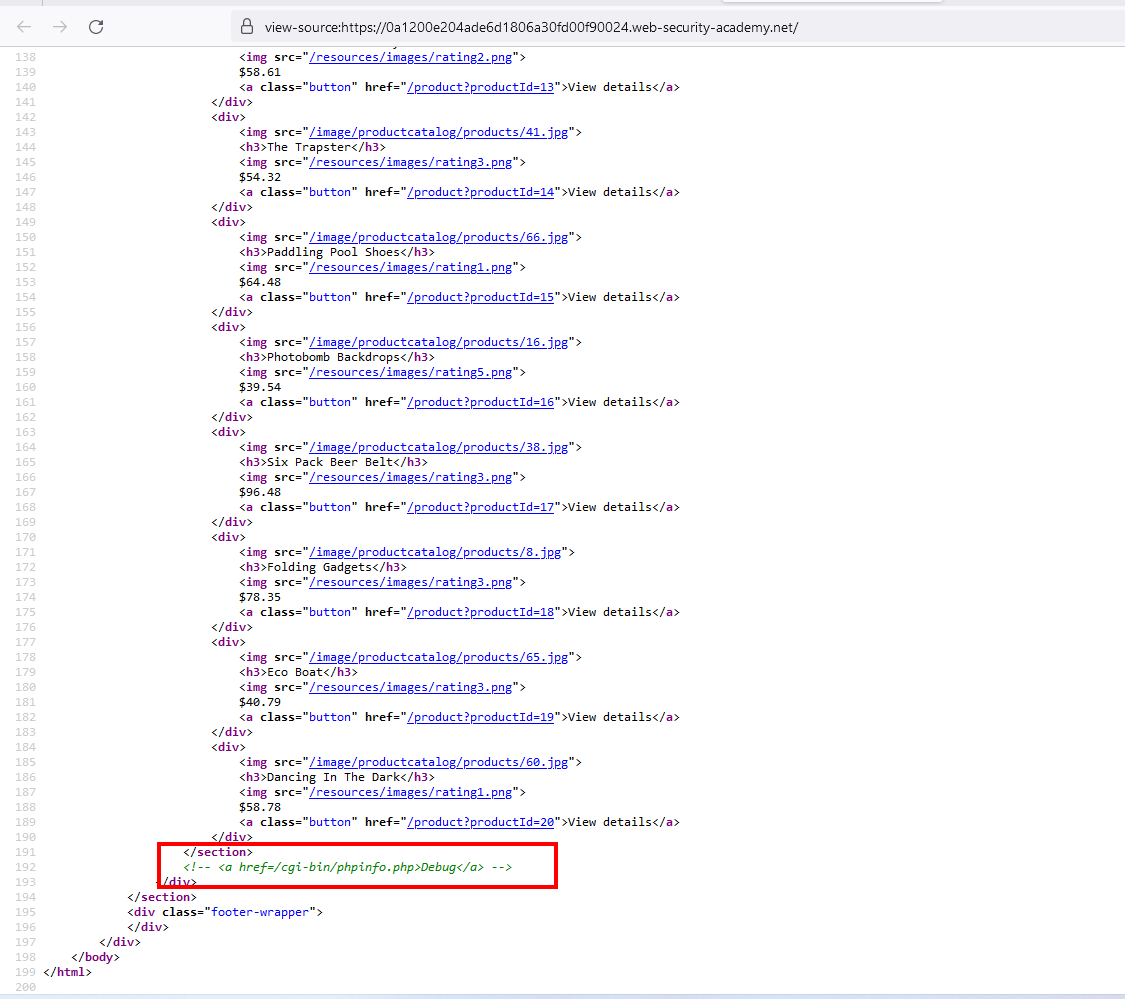 view-source:https://0a1200e204ade6d1806a30fd00f90024.web-security-academy.net/
138 <img src="/resources/images/rating2.png">
139 $58.61
140 <a class="button" href="/product?productId=13">View details</a>
141 </div>
142 <div>
143 <img src="/image/productcatalog/products/41.jpg">
144 <h3>The Trapster</h3>
145 <img src="/resources/images/rating3.png">
146 $54.32
147 <a class="button" href="/product?productId=14">View details</a>
148 </div>
149 <div>
150 <img src="/image/productcatalog/products/66.jpg">
151 <h3>Paddling Pool Shoes</h3>
152 <img src="/resources/images/rating1.png">
153 $64.48
154 <a class="button" href="/product?productId=15">View details</a>
155 </div>
156 <div>
157 <img src="/image/productcatalog/products/16.jpg">
158 <h3>Photobomb Backdrops</h3>
159 <img src="/resources/images/rating5.png">
160 $39.54
161 <a class="button" href="/product?productId=16">View details</a>
162 </div>
163 <div>
164 <img src="/image/productcatalog/products/38.jpg">
165 <h3>Six Pack Beer Belt</h3>
166 <img src="/resources/images/rating3.png">
167 $96.48
168 <a class="button" href="/product?productId=17">View details</a>
169 </div>
170 <div>
171 <img src="/image/productcatalog/products/8.jpg">
172 <h3>Folding Gadgets</h3>
173 <img src="/resources/images/rating3.png">
174 $78.35
175 <a class="button" href="/product?productId=18">View details</a>
176 </div>
177 <div>
178 <img src="/image/productcatalog/products/65.jpg">
179 <h3>Eco Boat</h3>
180 <img src="/resources/images/rating3.png">
181 $40.79
182 <a class="button" href="/product?productId=19">View details</a>
183 </div>
184 <div>
185 <img src="/image/productcatalog/products/60.jpg">
186 <h3>Dancing In The Dark</h3>
187 <img src="/resources/images/rating1.png">
188 $58.78
189 <a class="button" href="/product?productId=20">View details</a>
190 </div>
191 </section>
192 <!-- <a href=/cgi-bin/phpinfo.php>Debug</a> -->
193 </div>
194 </section>
195 <div class="footer-wrapper">
196 </div>
197 </div>
198 </body>
199 </html>
200